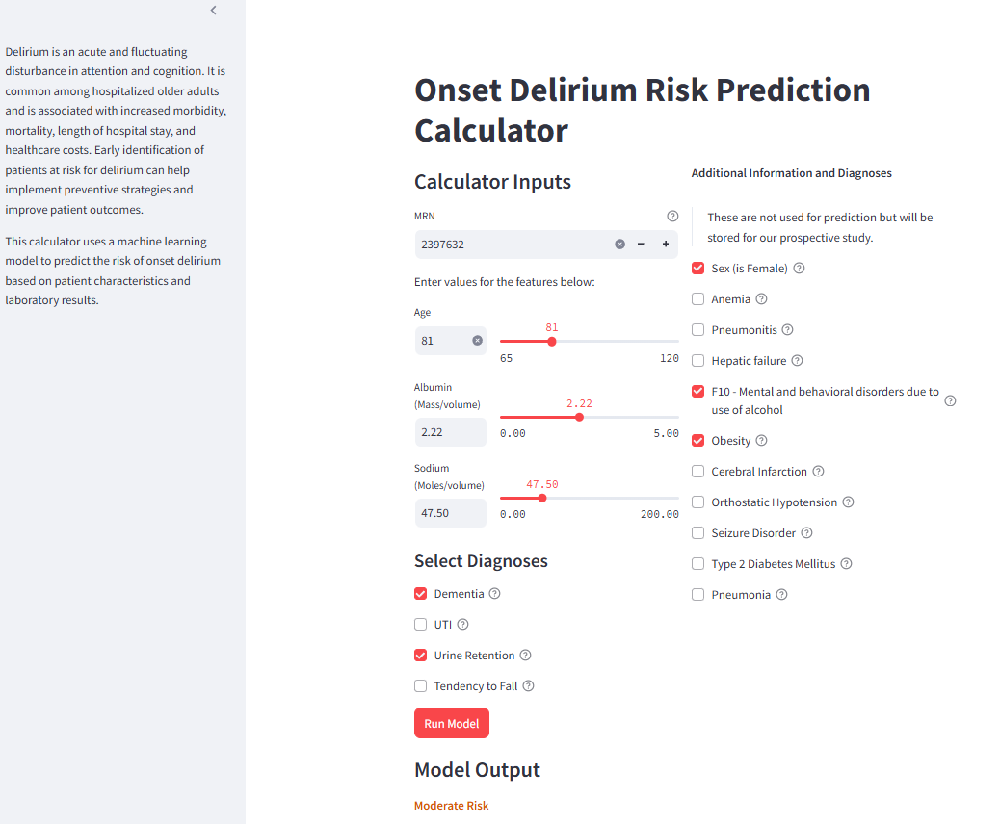 Delirium is an acute and fluctuating
disturbance in attention and cognition. It is
common among hospitalized older adults
and is associated with increased morbidity,
mortality, length of hospital stay, and
healthcare costs. Early identification of
patients at risk for delirium can help
implement preventive strategies and
improve patient outcomes.
This calculator uses a machine learning
model to predict the risk of onset delirium
based on patient characteristics and
laboratory results.
Onset Delirium Risk Prediction
Calculator
Calculator Inputs
MRN
2397632
Enter values for the features below:
Age
81
81
65
120
Albumin
(Mass/volume)
2.22
2.22
0.00
5.00
Sodium
(Moles/volume)
47.50
47.50
0.00
200.00
Select Diagnoses
Dementia
UTI
Urine Retention
Tendency to Fall
Run Model
Model Output
Moderate Risk
Additional Information and Diagnoses
These are not used for prediction but will be
stored for our prospective study.
Sex (is Female)
Anemia
Pneumonitis
Hepatic failure
F10 - Mental and behavioral disorders due to
use of alcohol
Obesity
Cerebral Infarction
Orthostatic Hypotension
Seizure Disorder
Type 2 Diabetes Mellitus
Pneumonia